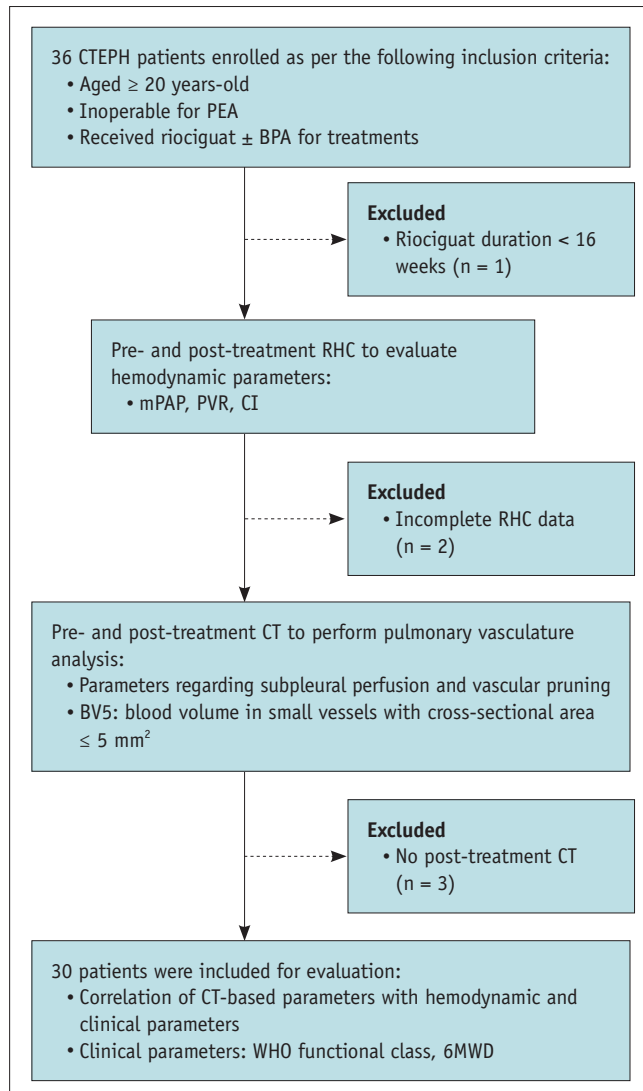 36 CTEPH patients enrolled as per the following inclusion criteria:
• Aged ≥ 20 years-old
• Inoperable for PEA
• Received riociguat ± BPA for treatments
Excluded
• Riociguat duration < 16
weeks (n = 1)
Pre- and post-treatment RHC to evaluate
hemodynamic parameters:
• mPAP, PVR, CI
Excluded
• Incomplete RHC data
(n = 2)
Pre- and post-treatment CT to perform pulmonary vasculature
analysis:
• Parameters regarding subpleural perfusion and vascular pruning
• BV5: blood volume in small vessels with cross-sectional area
≤ 5 mm²
Excluded
• No post-treatment CT
(n = 3)
30 patients were included for evaluation:
• Correlation of CT-based parameters with hemodynamic and
clinical parameters
• Clinical parameters: WHO functional class, 6MWD